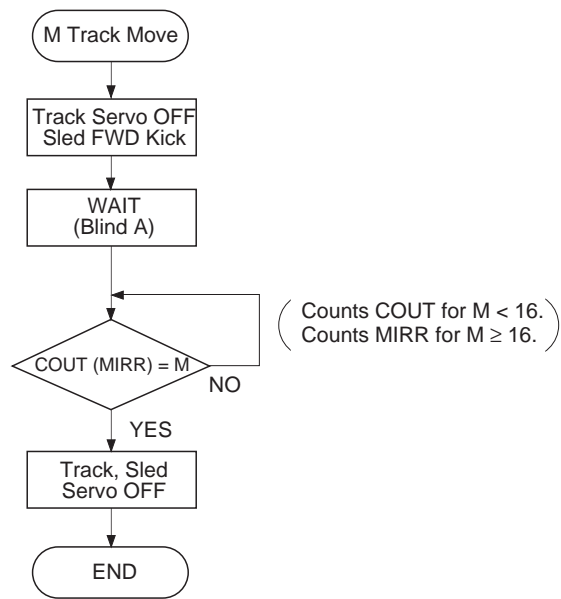 M Track Move
Track Servo OFF
Sled FWD Kick
WAIT
(Blind A)
Counts COUT for M < 16.
Counts MIRR for M ≥ 16.
COUT (MIRR) = M
NO
YES
Track, Sled
Servo OFF
END